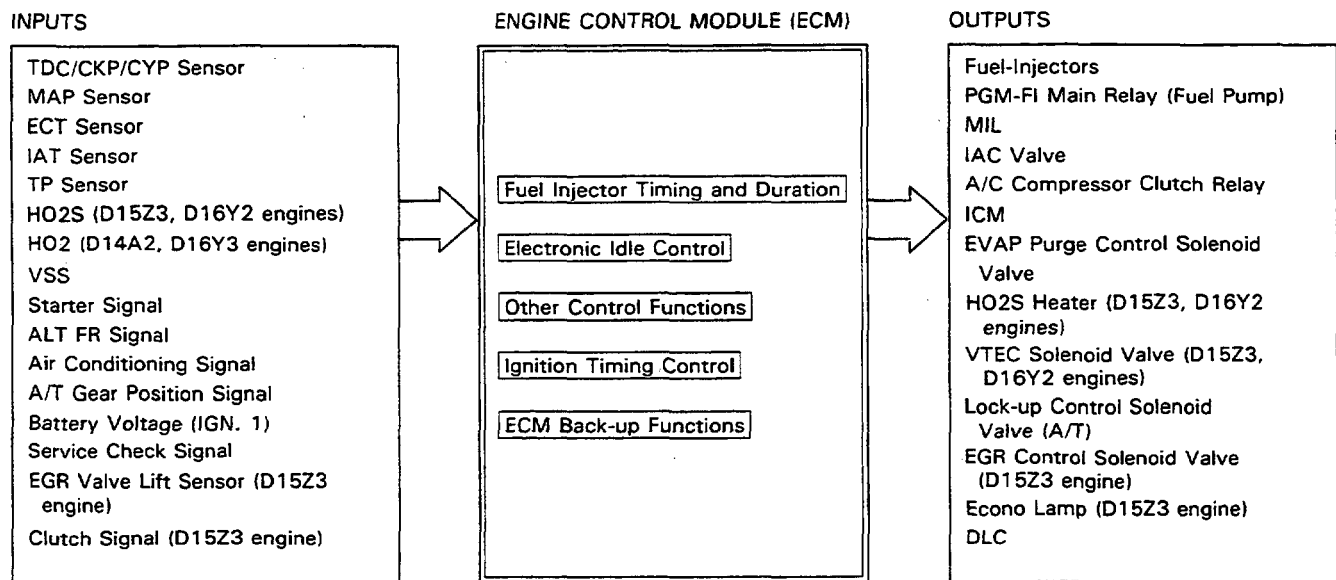 INPUTS
TDC/CKP/CYP Sensor
MAP Sensor
ECT Sensor
IAT Sensor
TP Sensor
HO2S (D15Z3, D16Y2 engines)
HO2 (D14A2, D16Y3 engines)
VSS
Starter Signal
ALT FR Signal
Air Conditioning Signal
A/T Gear Position Signal
Battery Voltage (IGN. 1)
Service Check Signal
EGR Valve Lift Sensor (D15Z3
engine)
Clutch Signal (D15Z3 engine)
ENGINE CONTROL MODULE (ECM)
Fuel Injector Timing and Duration
Electronic Idle Control
Other Control Functions
Ignition Timing Control
ECM Back-up Functions
OUTPUTS
Fuel-Injectors
PGM-FI Main Relay (Fuel Pump)
MIL
IAC Valve
A/C Compressor Clutch Relay
ICM
EVAP Purge Control Solenoid
Valve
HO2S Heater (D15Z3, D16Y2
engines)
VTEC Solenoid Valve (D15Z3,
D16Y2 engines)
Lock-up Control Solenoid
Valve (A/T)
EGR Control Solenoid Valve
(D15Z3 engine)
Econo Lamp (D15Z3 engine)
DLC